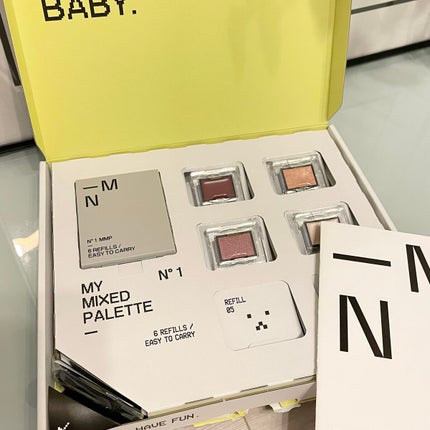 BABY.
—M
N
N° 1 MMP
6 REFILLS /
EASY TO CARRY
N° 1
MY
MIXED
PALETTE
—
6 REFILLS /
EASY TO CARRY
REFILL
05
—M
N
HAVE FUN.